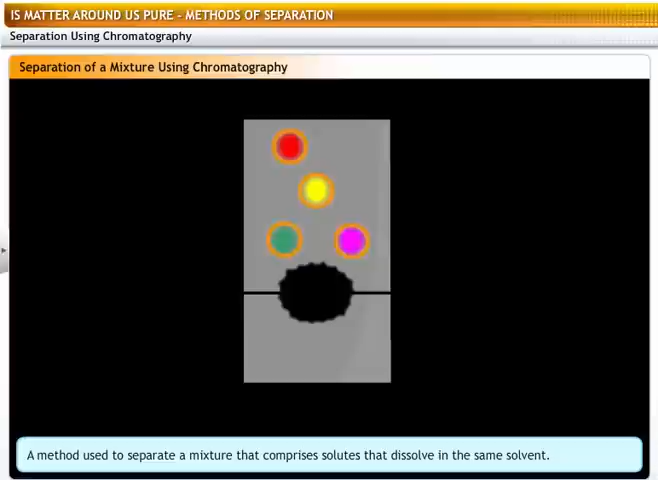 IS MATTER AROUND US PURE - METHODS OF SEPARATION
Separation Using Chromatography
Separation of a Mixture Using Chromatography
A method used to separate a mixture that comprises solutes that dissolve in the same solvent.